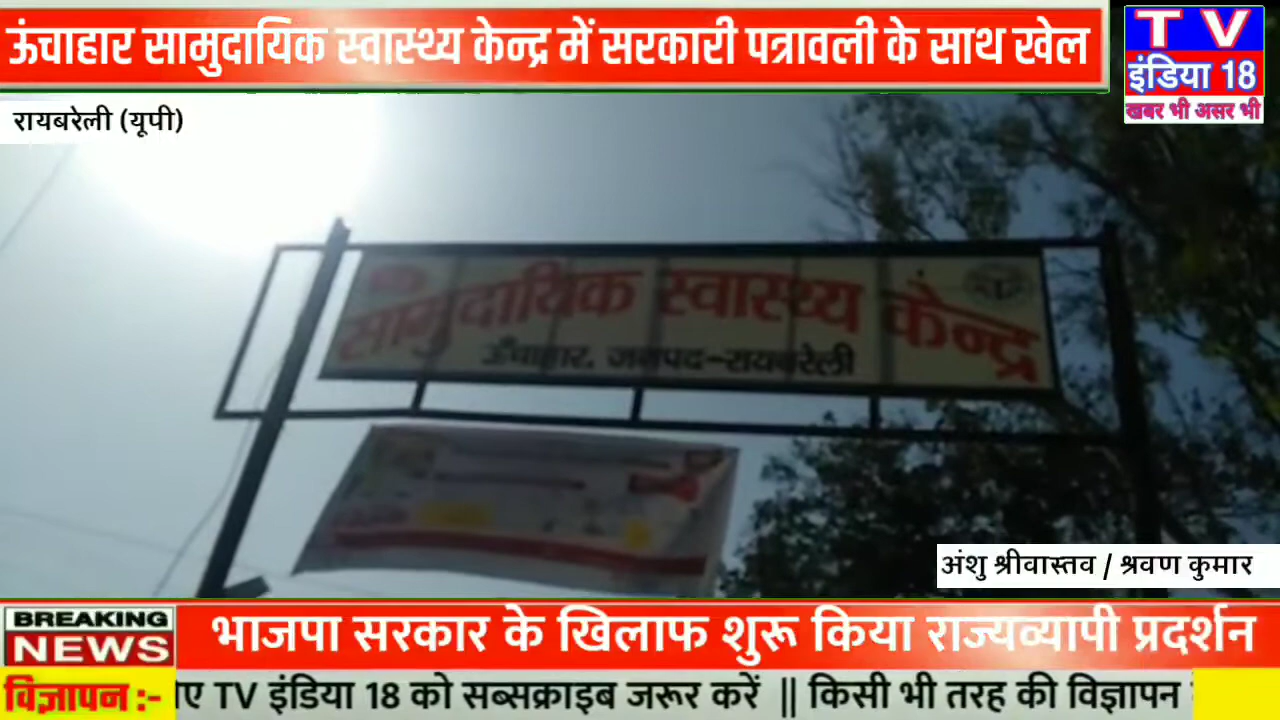 ऊंचाहार सामुदायिक स्वास्थ्य केन्द्र में सरकारी पत्रावली के साथ खेल
TV
इंडिया 18
खबर भी असर भी
रायबरेली (यूपी)
सामुदायिक स्वास्थ्य केन्द्र
ऊँचाहार, जनपद-रायबरेली
अंशु श्रीवास्तव / श्रवण कुमार
BREAKING
NEWS
भाजपा सरकार के खिलाफ शुरू किया राज्यव्यापी प्रदर्शन
विज्ञापन :-
ए TV इंडिया 18 को सब्सक्राइब जरूर करें || किसी भी तरह की विज्ञापन